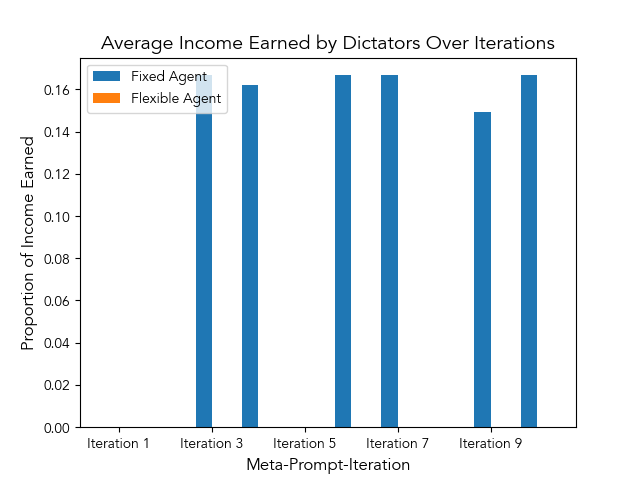 Average Income Earned by Dictators Over Iterations
Fixed Agent
Flexible Agent
Proportion of Income Earned
0.16
0.14
0.12
0.10
0.08
0.06
0.04
0.02
0.00
Iteration 1
Iteration 3
Iteration 5
Iteration 7
Iteration 9
Meta-Prompt-Iteration